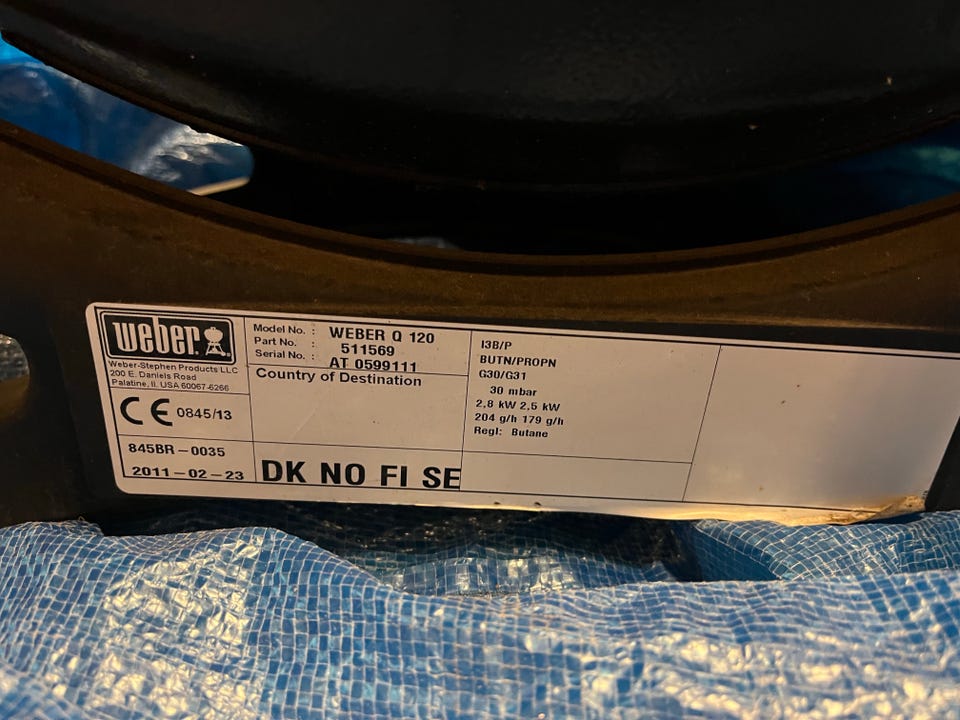 weber
Weber-Stephen Products LLC
200 E. Daniels Road
Palatine, IL USA 60067-6266
CE 0845/13
845BR-0035
2011-02-23
Model No. : WEBER Q 120
Part No. : 511569
Serial No. : AT 0599111
Country of Destination
DK NO FI SE
I3B/P
BUTN/PROPN
G30/G31
30 mbar
2,8 kW 2,5 kW
204 g/h 179 g/h
Regl: Butane